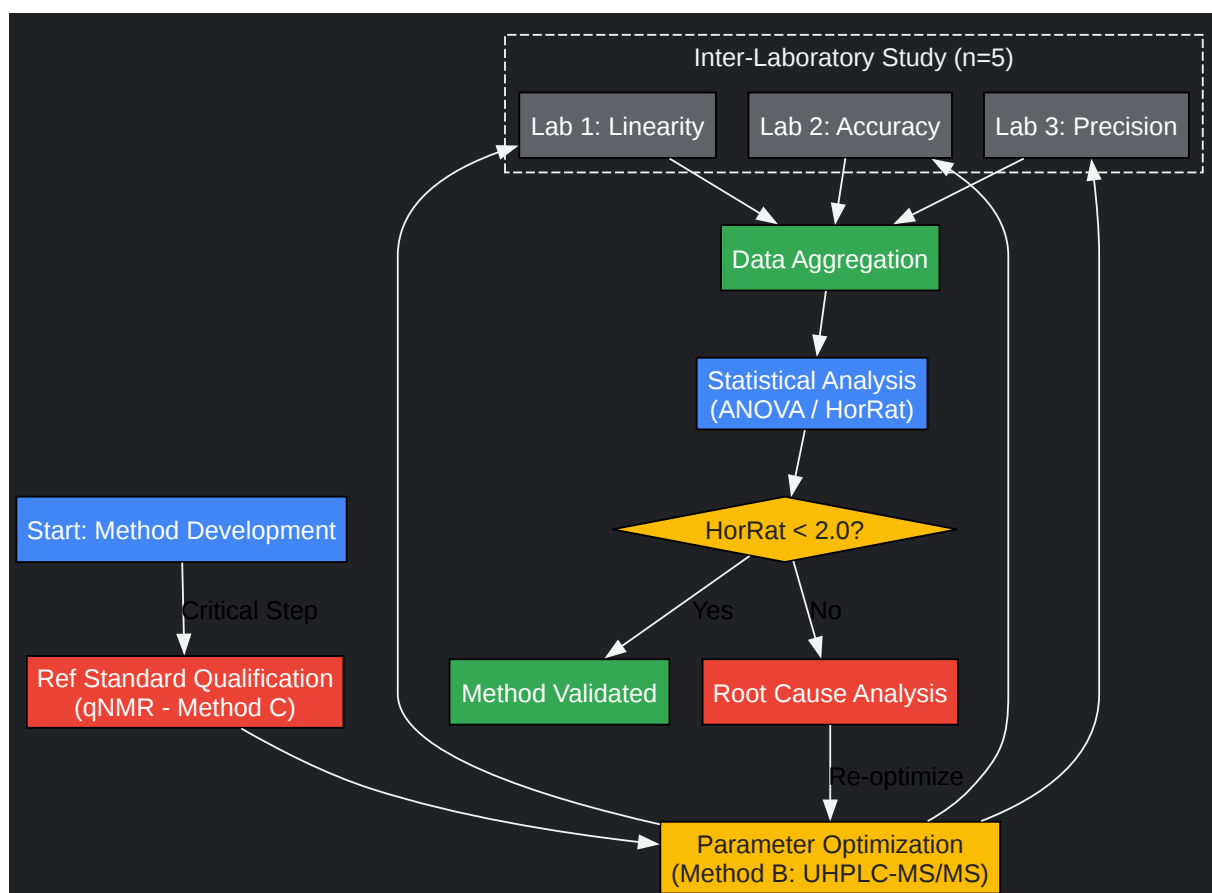 Inter-Laboratory Study (n=5)
Lab 1: Linearity
Lab 2: Accuracy
Lab 3: Precision
Data Aggregation
Statistical Analysis
(ANOVA / HorRat)
HorRat < 2.0?
Start: Method Development
Critical Step
Yes
No
Ref Standard Qualification
(qNMR - Method C)
Method Validated
Root Cause Analysis
Re-optimize
Parameter Optimization
(Method B: UHPLC-MS/MS)